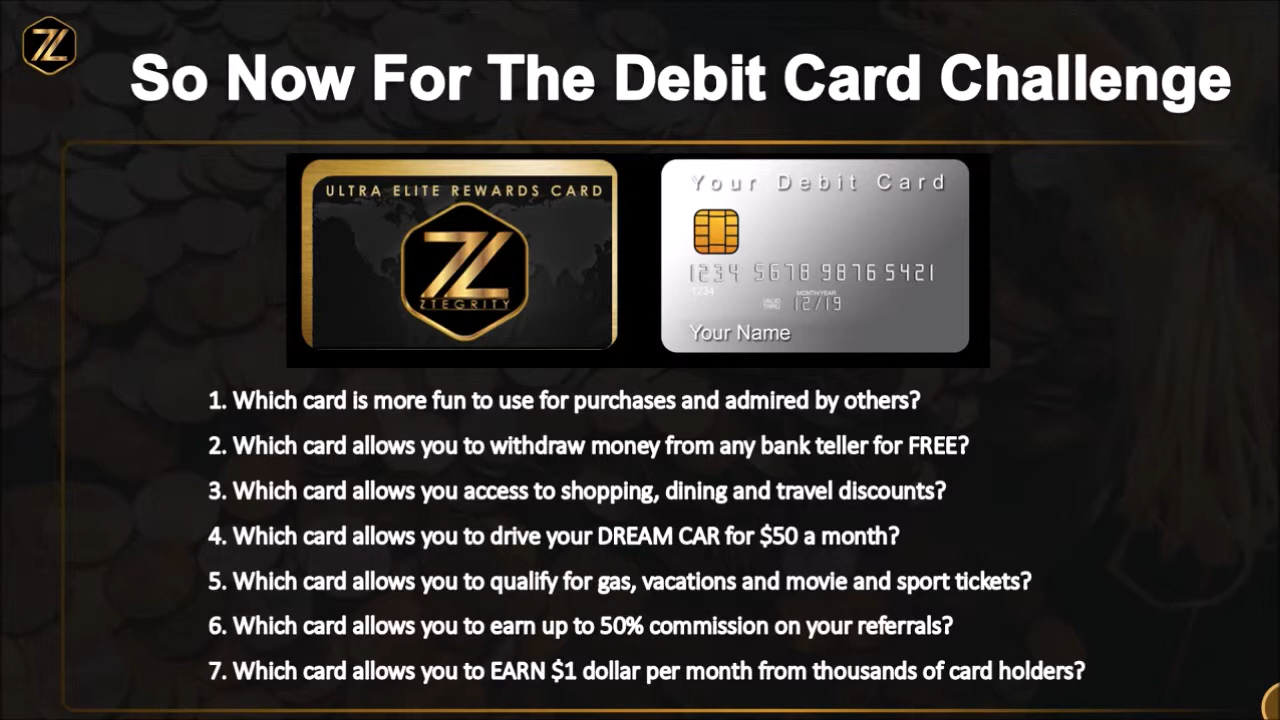 So Now For The Debit Card Challenge
ULTRA ELITE REWARDS CARD
ZTEGRITY
Your Debit Card
1234 5678 9876 5421
1234
MONTH/YEAR
VALID THRU 12/19
Your Name
1. Which card is more fun to use for purchases and admired by others?
2. Which card allows you to withdraw money from any bank teller for FREE?
3. Which card allows you access to shopping, dining and travel discounts?
4. Which card allows you to drive your DREAM CAR for $50 a month?
5. Which card allows you to qualify for gas, vacations and movie and sport tickets?
6. Which card allows you to earn up to 50% commission on your referrals?
7. Which card allows you to EARN $1 dollar per month from thousands of card holders?